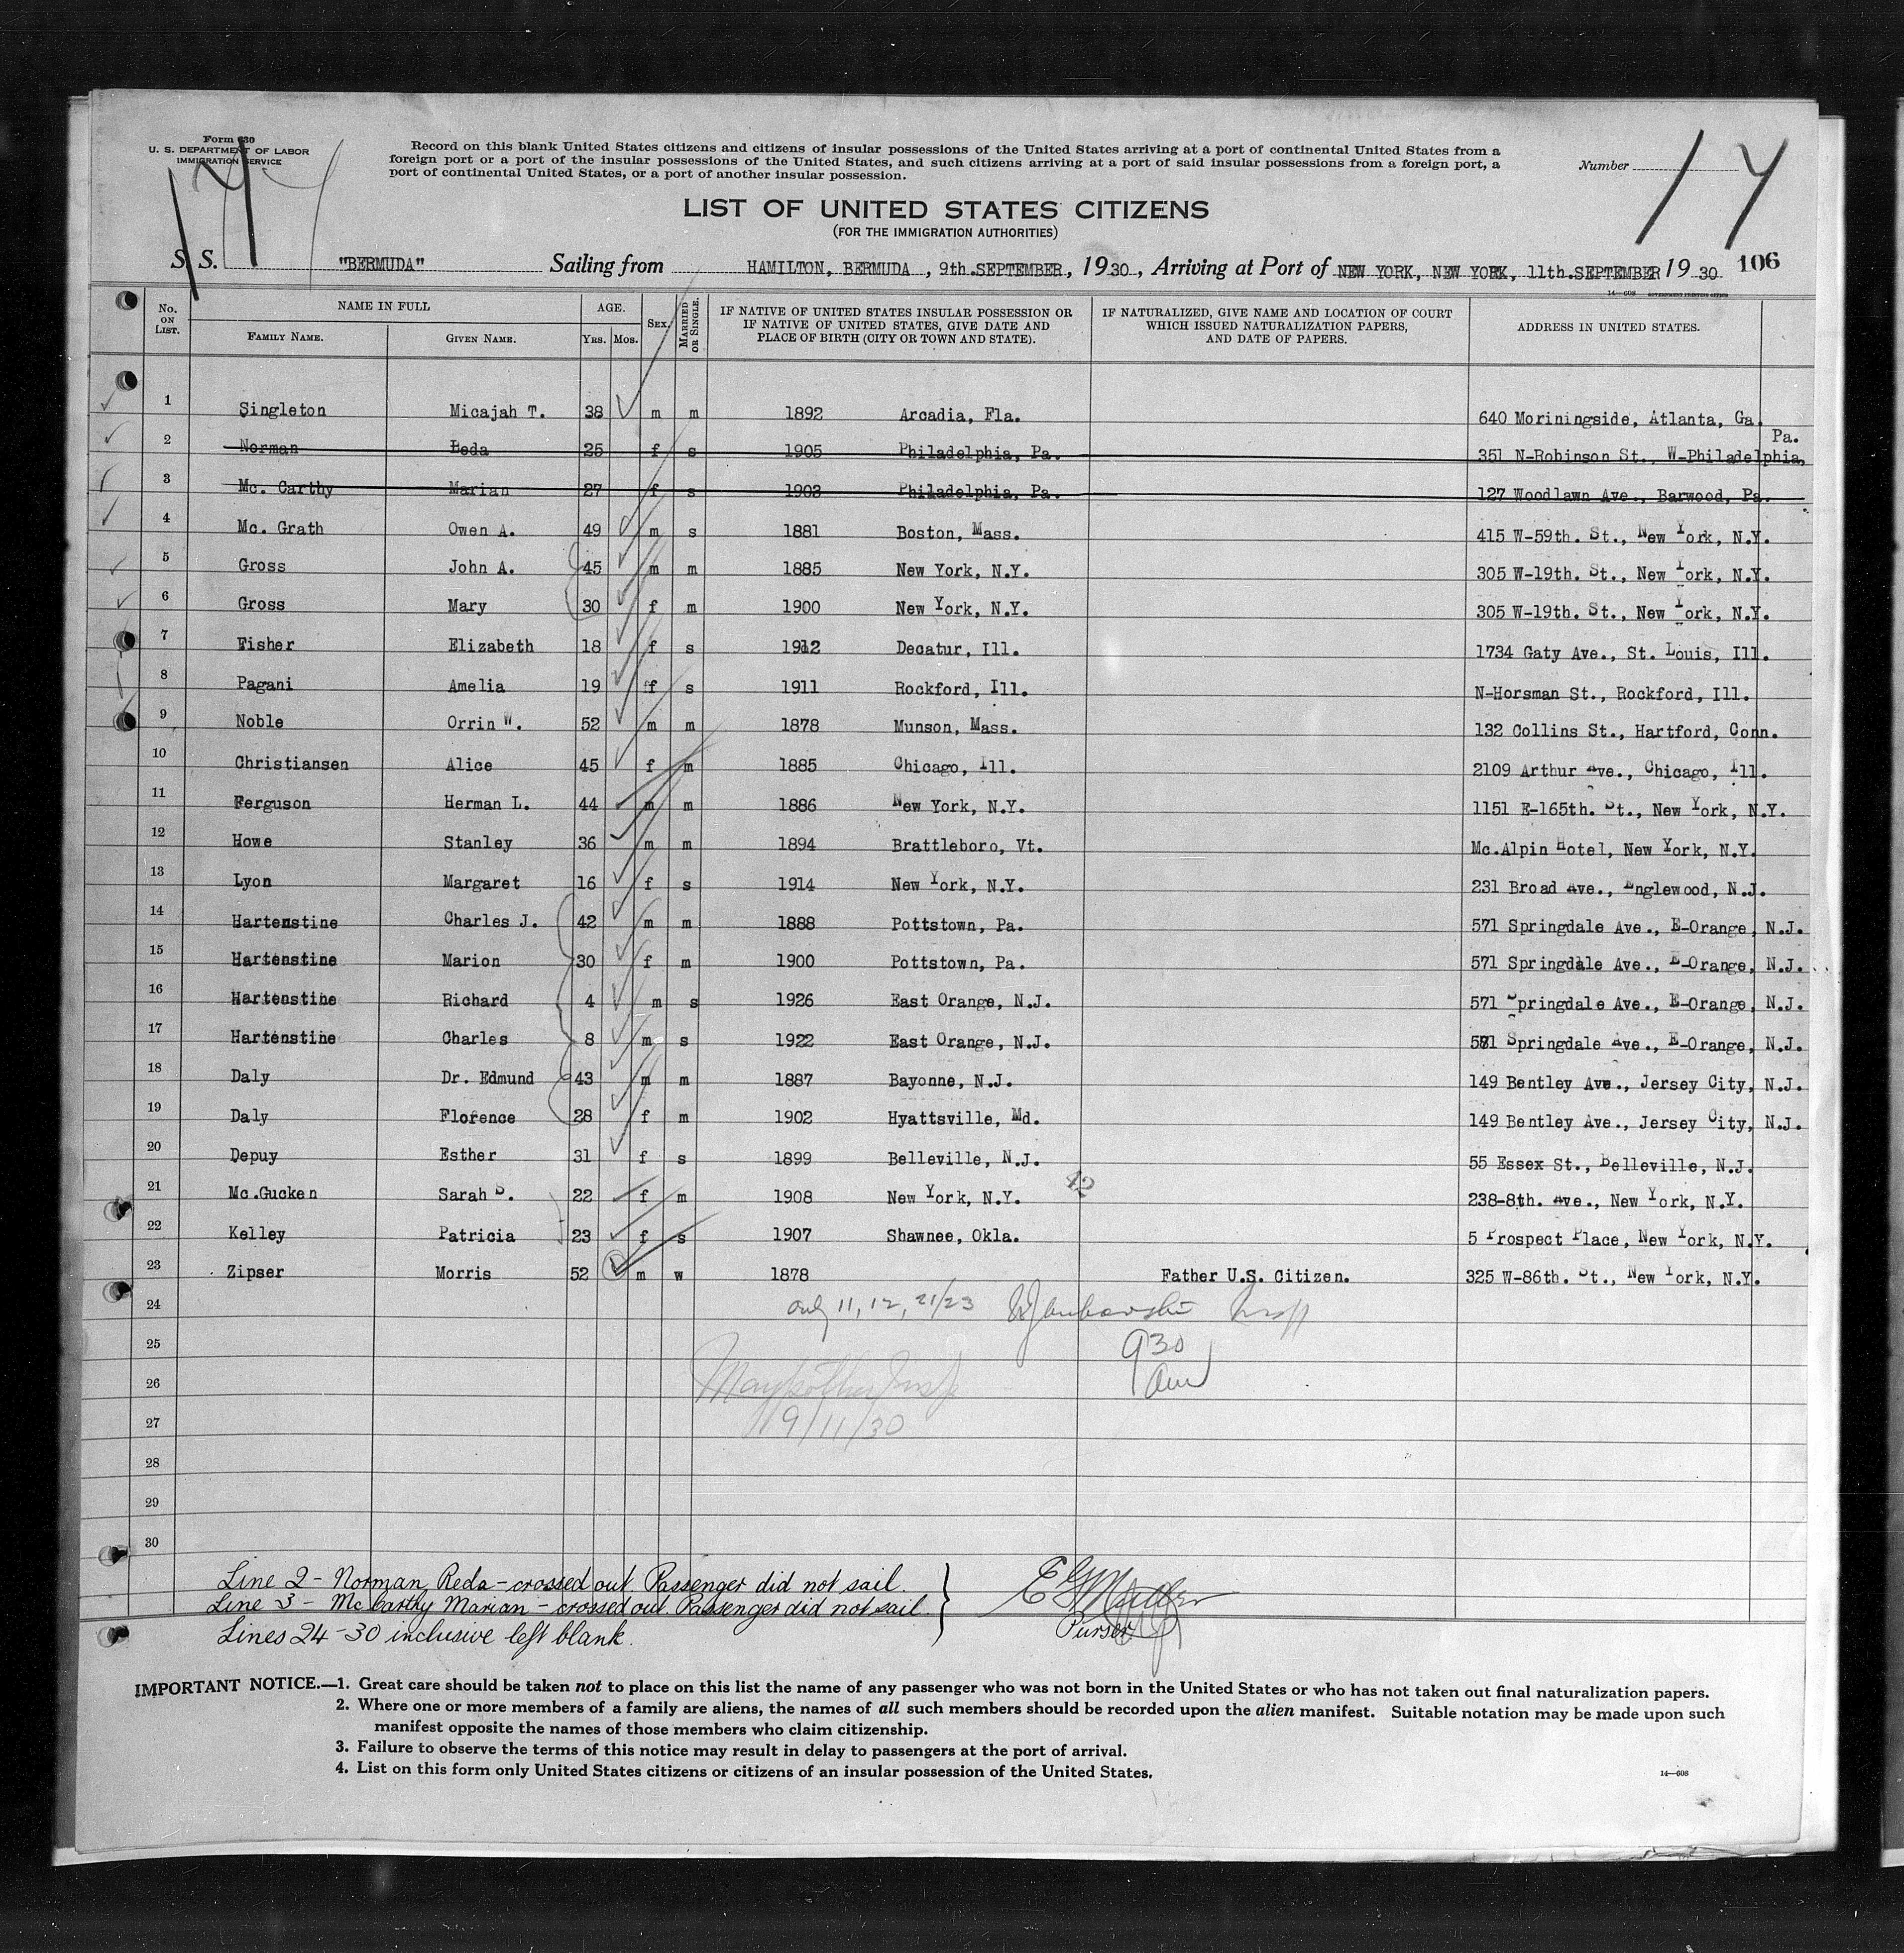 Form 630
U. S. DEPARTMENT OF LABOR
IMMIGRATION SERVICE
Record on this blank United States citizens and citizens of insular possessions of the United States arriving at a port of continental United States from a
foreign port or a port of the insular possessions of the United States, and such citizens arriving at a port of said insular possessions from a foreign port, a
port of continental United States, or a port of another insular possession.
Number
17
LIST OF UNITED STATES CITIZENS
(FOR THE IMMIGRATION AUTHORITIES)
S. S. "BERMUDA" Sailing from HAMILTON, BERMUDA , 9th.SEPTEMBER, 1930, Arriving at Port of NEW YORK, NEW YORK, 11th.SEPTEMBER 1930 106
14—608 GOVERNMENT PRINTING OFFICE
No. ON LIST. NAME IN FULL FAMILY NAME. GIVEN NAME. AGE. YRS. MOS. SEX. MARRIED OR SINGLE. IF NATIVE OF UNITED STATES INSULAR POSSESSION OR IF NATIVE OF UNITED STATES, GIVE DATE AND PLACE OF BIRTH (CITY OR TOWN AND STATE). IF NATURALIZED, GIVE NAME AND LOCATION OF COURT WHICH ISSUED NATURALIZATION PAPERS, AND DATE OF PAPERS. ADDRESS IN UNITED STATES.
1 Singleton Micajah T. 38 m m 1892 Arcadia, Fla. 640 Moriningside, Atlanta, Ga.
2 Norman Beda 25 f s 1905 Philadelphia, Pa. 351 N-Robinson St., W-Philadelphia, Pa.
3 Mc. Carthy Marian 27 f s 1903 Philadelphia, Pa. 127 Woodlawn Ave., Barwood, Pa.
4 Mc. Grath Owen A. 49 m s 1881 Boston, Mass. 415 W-59th. St., New York, N.Y.
5 Gross John A. 45 m m 1885 New York, N.Y. 305 W-19th. St., New York, N.Y.
6 Gross Mary 30 f m 1900 New York, N.Y. 305 W-19th. St., New York, N.Y.
7 Fisher Elizabeth 18 f s 1912 Decatur, Ill. 1734 Gaty Ave., St. Louis, Ill.
8 Pagani Amelia 19 f s 1911 Rockford, Ill. N-Horsman St., Rockford, Ill.
9 Noble Orrin W. 52 m m 1878 Munson, Mass. 132 Collins St., Hartford, Conn.
10 Christiansen Alice 45 f m 1885 Chicago, Ill. 2109 Arthur Ave., Chicago, Ill.
11 Ferguson Herman L. 44 m m 1886 New York, N.Y. 1151 E-165th. St., New York, N.Y.
12 Howe Stanley 36 m m 1894 Brattleboro, Vt. Mc.Alpin Hotel, New York, N.Y.
13 Lyon Margaret 16 f s 1914 New York, N.Y. 231 Broad Ave., Englewood, N.J.
14 Hartenstine Charles J. 42 m m 1888 Pottstown, Pa. 571 Springdale Ave., E-Orange, N.J.
15 Hartenstine Marion 30 f m 1900 Pottstown, Pa. 571 Springdale Ave., E-Orange, N.J.
16 Hartenstine Richard 4 m s 1926 East Orange, N.J. 571 Springdale Ave., E-Orange, N.J.
17 Hartenstine Charles 8 m s 1922 East Orange, N.J. 571 Springdale Ave., E-Orange, N.J.
18 Daly Dr. Edmund 43 m m 1887 Bayonne, N.J. 149 Bentley Ave., Jersey City, N.J.
19 Daly Florence 28 f m 1902 Hyattsville, Md. 149 Bentley Ave., Jersey City, N.J.
20 Depuy Esther 31 f s 1899 Belleville, N.J. 55 Essex St., Belleville, N.J.
21 Mc.Gucken Sarah S. 22 f m 1908 New York, N.Y. 42 238-8th. Ave., New York, N.Y.
22 Kelley Patricia 23 f s 1907 Shawnee, Okla. 5 Prospect Place, New York, N.Y.
23 Zipser Morris 52 m w 1878 Father U.S. Citizen. 325 W-86th. St., New York, N.Y.
24 only 11, 12, 21/23
25 930
26 am
27 9/11/30
28
29
30
Line 2 - Norman, Reda - crossed out. Passenger did not sail.
Line 3 - Mc Carthy Marian - crossed out. Passenger did not sail.
Lines 24-30 inclusive left blank.
Purser
IMPORTANT NOTICE.—1. Great care should be taken not to place on this list the name of any passenger who was not born in the United States or who has not taken out final naturalization papers.
2. Where one or more members of a family are aliens, the names of all such members should be recorded upon the alien manifest. Suitable notation may be made upon such
manifest opposite the names of those members who claim citizenship.
3. Failure to observe the terms of this notice may result in delay to passengers at the port of arrival.
4. List on this form only United States citizens or citizens of an insular possession of the United States.
14—608